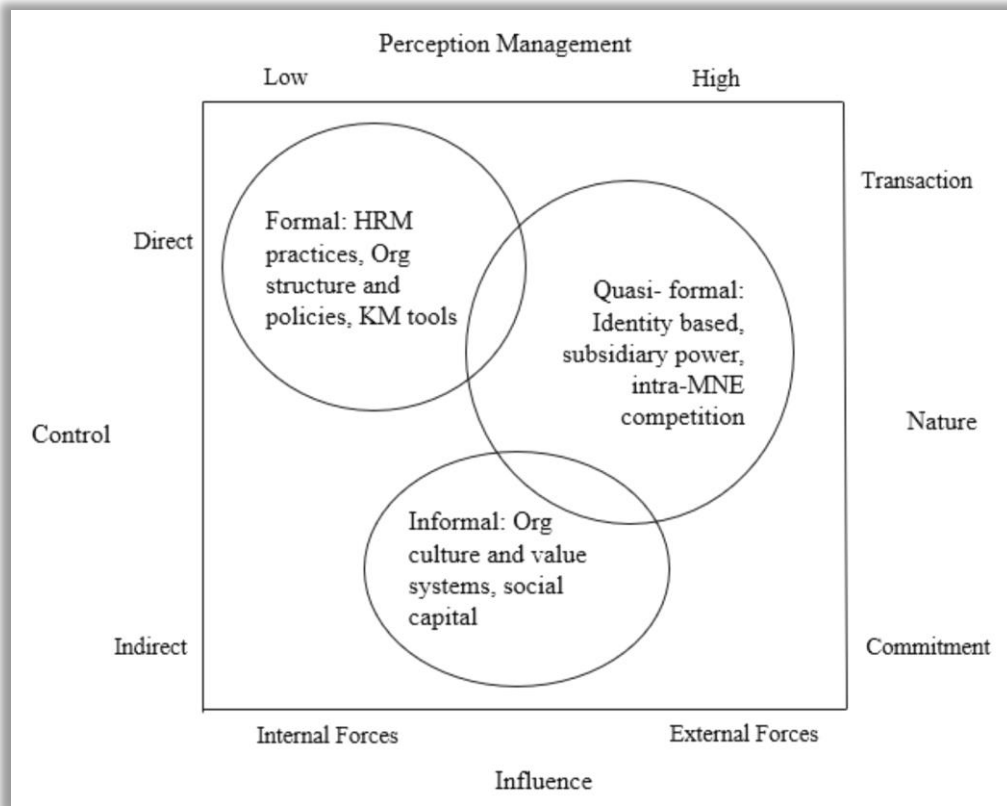 Perception Management
Low
High
Transaction
Direct
Formal: HRM
practices, Org
structure and
policies, KM tools
Quasi- formal:
Identity based,
subsidiary power,
intra-MNE
competition
Control
Nature
Informal: Org
culture and value
systems, social
capital
Indirect
Commitment
Internal Forces
External Forces
Influence